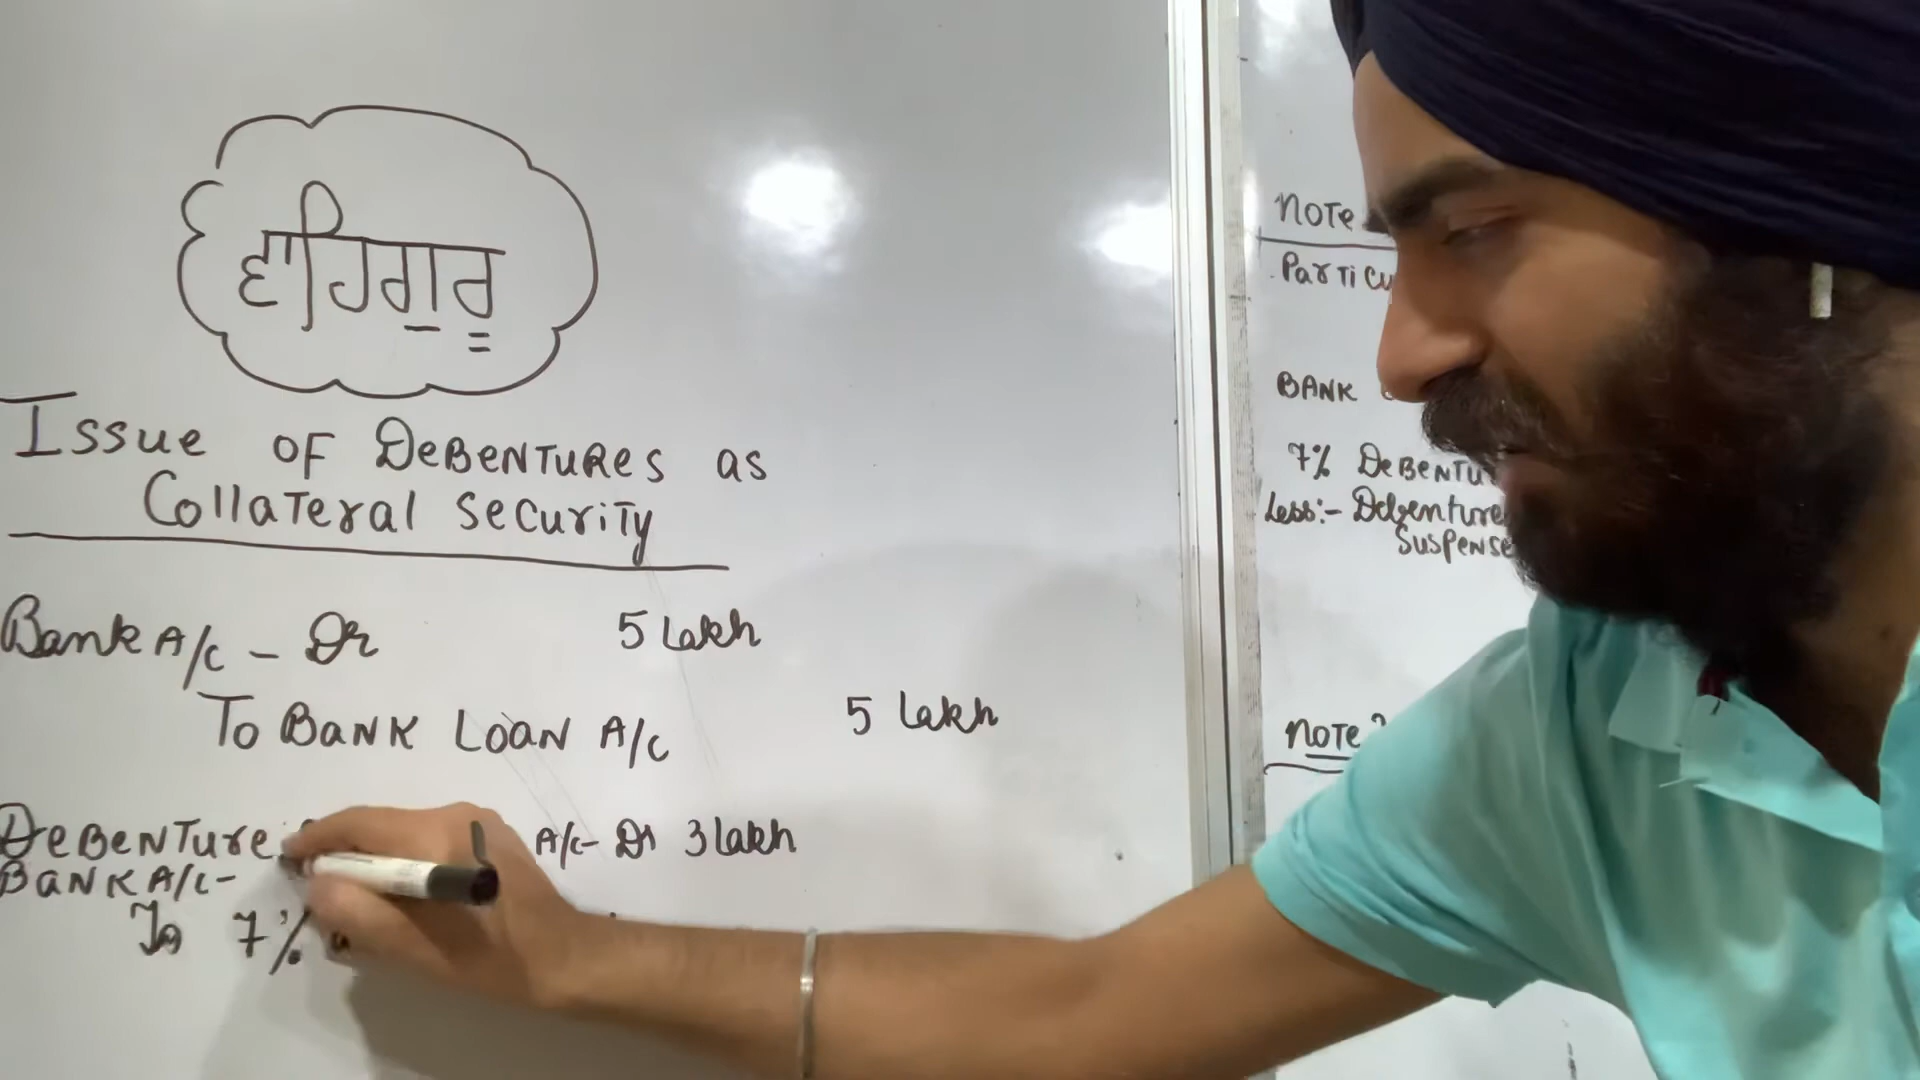 ਵਾਹਿਗੁਰੂ
Issue OF DEBENTURES as
Collateral Security
Bank A/c - Dr 5 Lakh
To BANK LOAN A/c 5 Lakh
DEBENTURE A/c- Dr 3 lakh
BANK A/c-
To 7%
NOTE
PARTICU
BANK
7% DEBENTU
Less:- Debenture
Suspense
NOTE 2